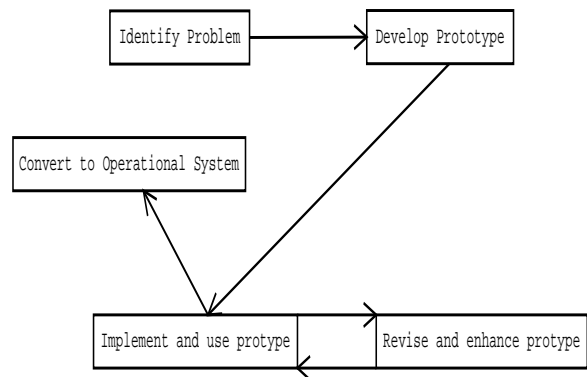 Identify Problem
Develop Prototype
Convert to Operational System
Implement and use protype
Revise and enhance protype